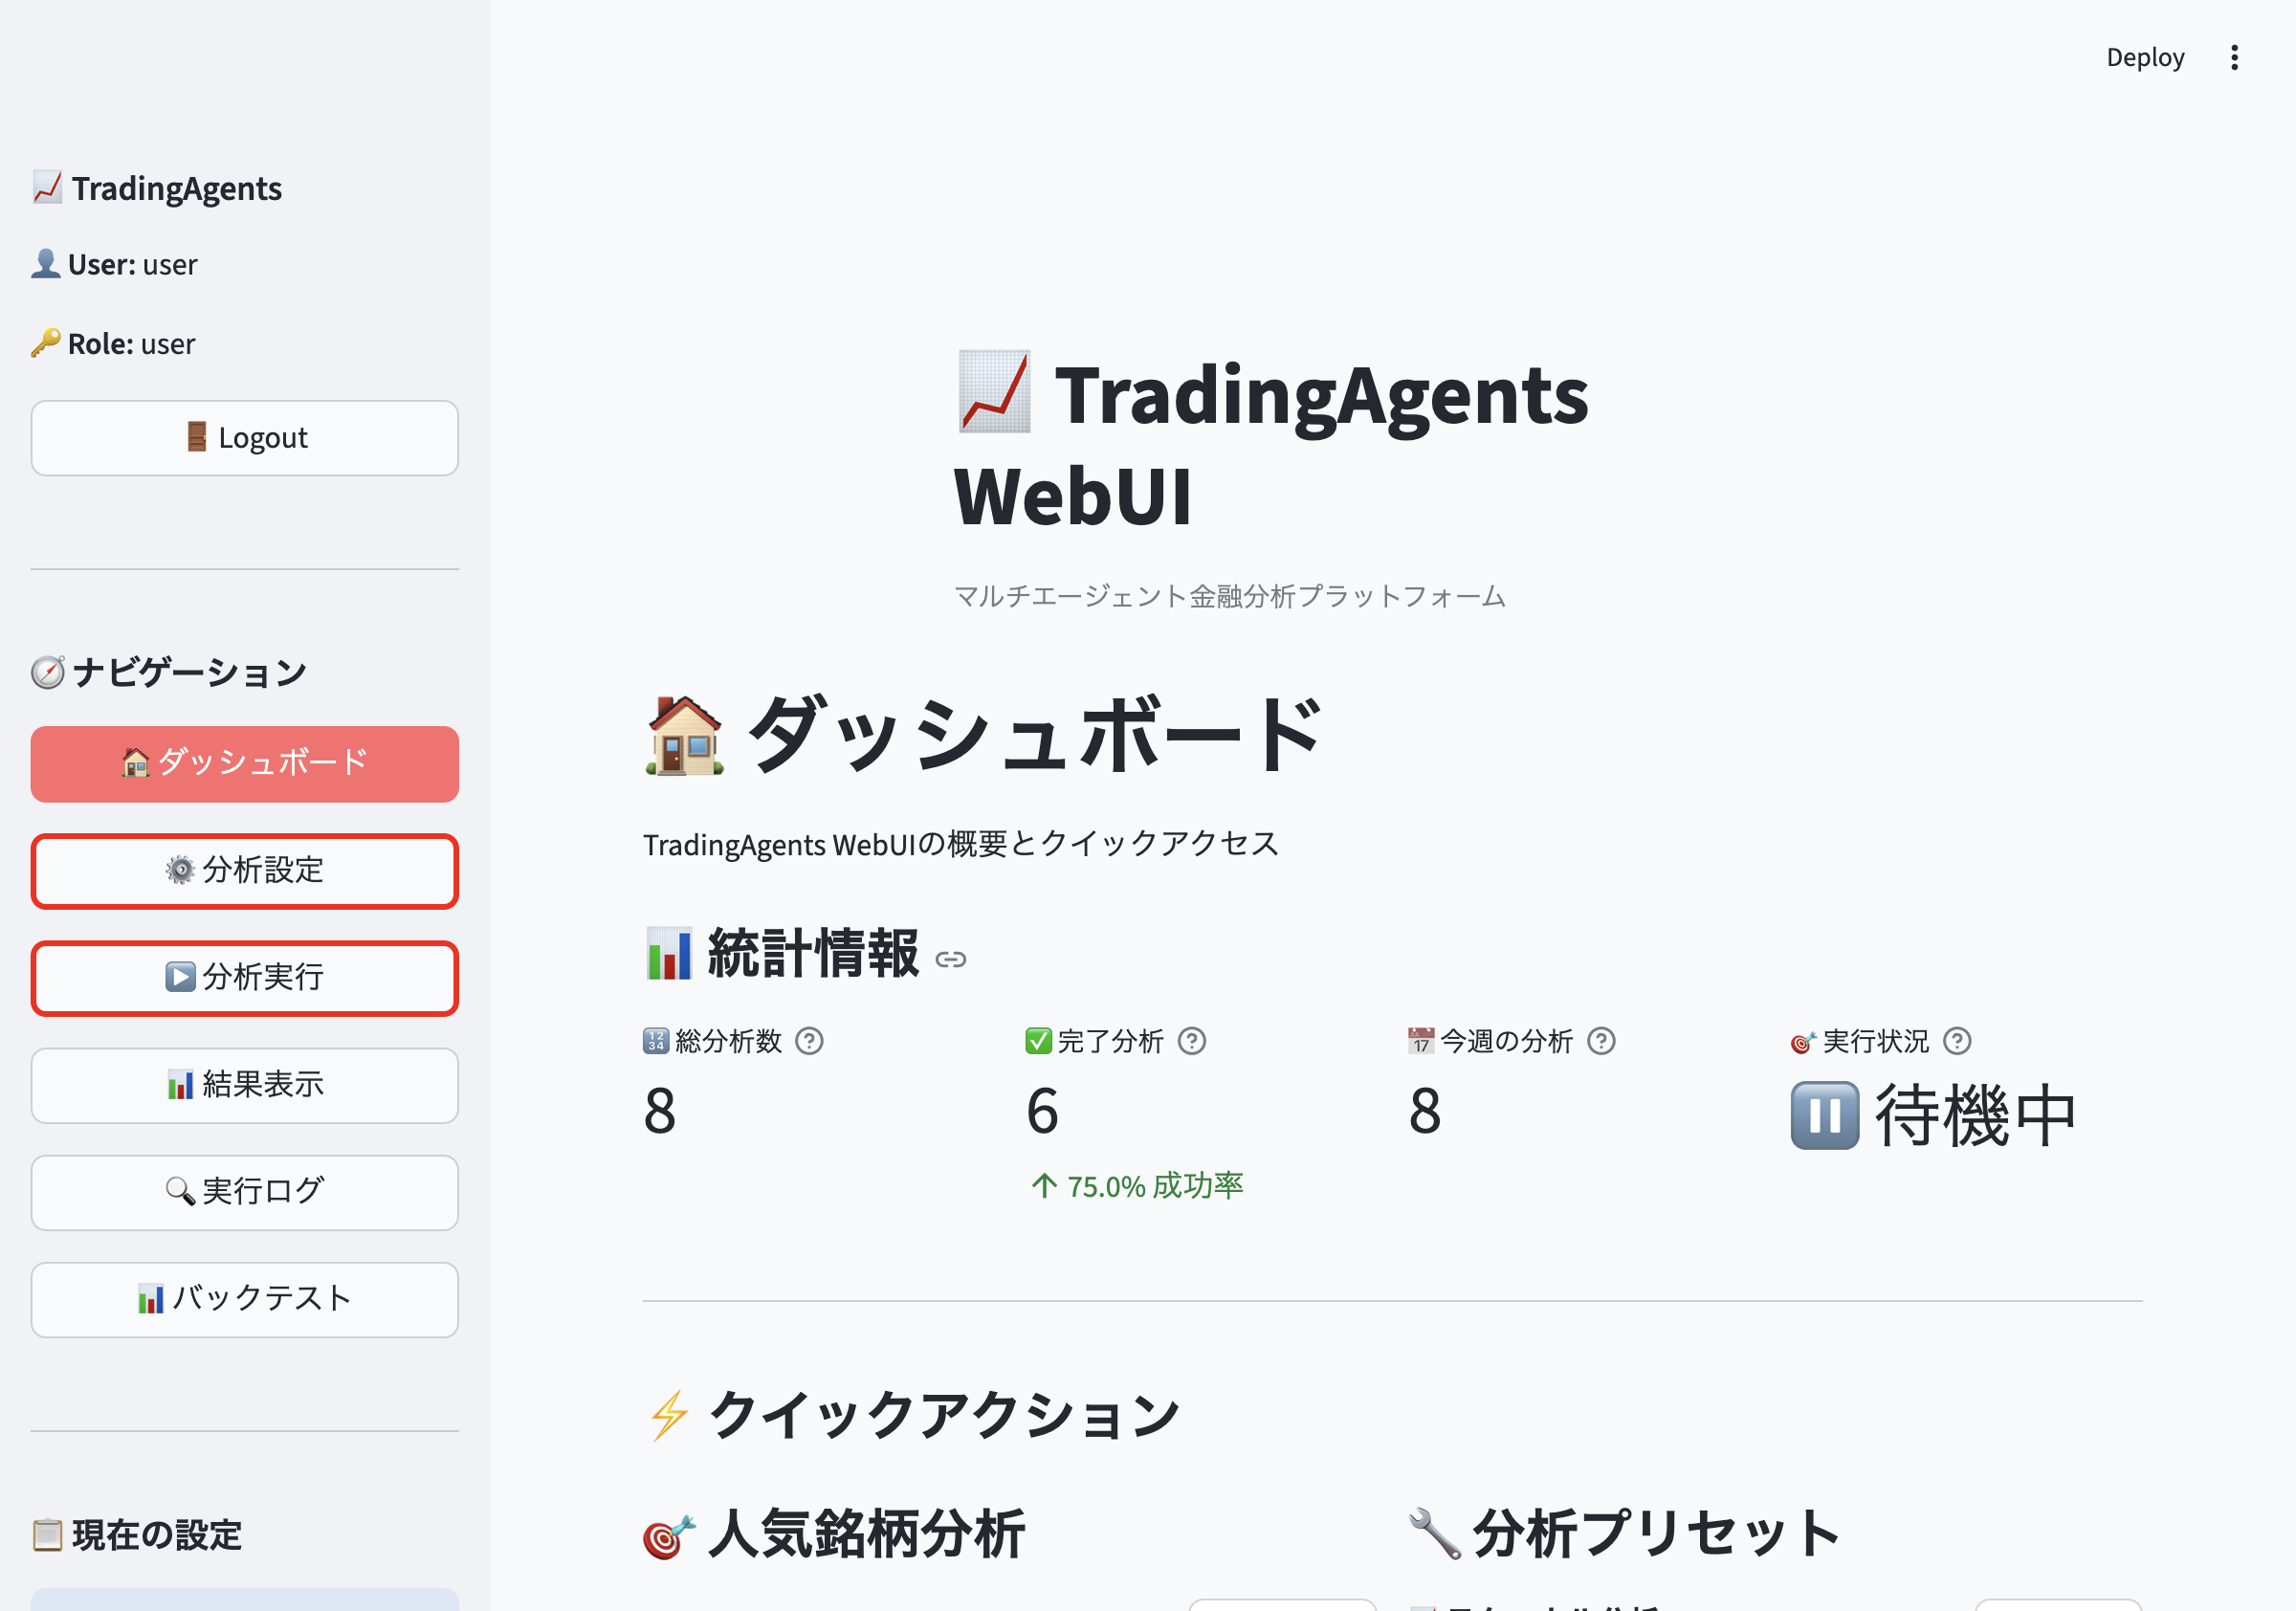 Deploy
TradingAgents
User: user
Role: user
Logout
ナビゲーション
ダッシュボード
分析設定
分析実行
結果表示
実行ログ
バックテスト
現在の設定
TradingAgents
WebUI
マルチエージェント金融分析プラットフォーム
ダッシュボード
TradingAgents WebUIの概要とクイックアクセス
統計情報
総分析数
8
完了分析
6
↑ 75.0% 成功率
今週の分析
8
実行状況
待機中
クイックアクション
人気銘柄分析
分析プリセット